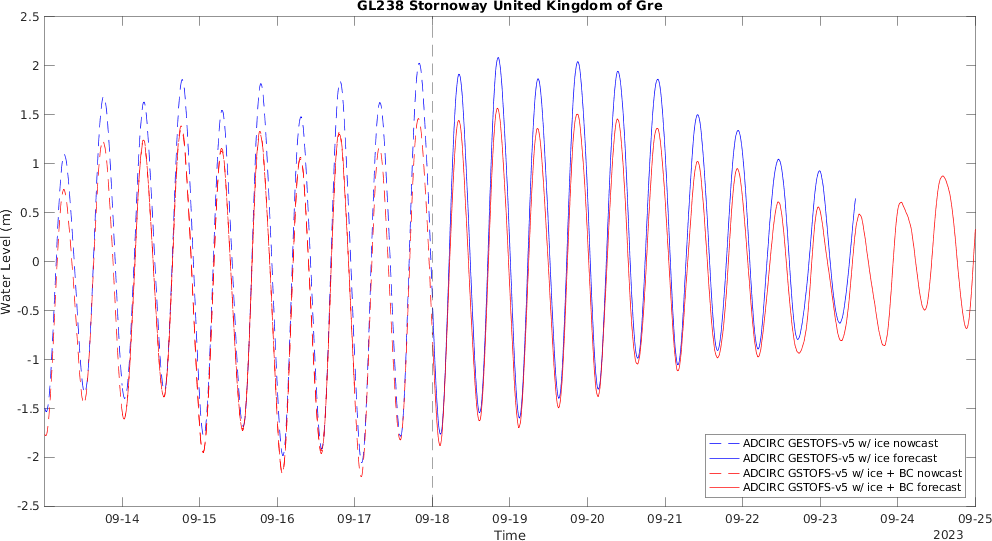 GL238 Stornoway United Kingdom of Gre
2.5
2
1.5
1
0.5
0
-0.5
-1
-1.5
-2
-2.5
Water Level (m)
09-14 09-15 09-16 09-17 09-18 09-19 09-20 09-21 09-22 09-23 09-24 09-25
Time
2023
ADCIRC GESTOFS-v5 w/ ice nowcast
ADCIRC GESTOFS-v5 w/ ice forecast
ADCIRC GSTOFS-v5 w/ ice + BC nowcast
ADCIRC GSTOFS-v5 w/ ice + BC forecast